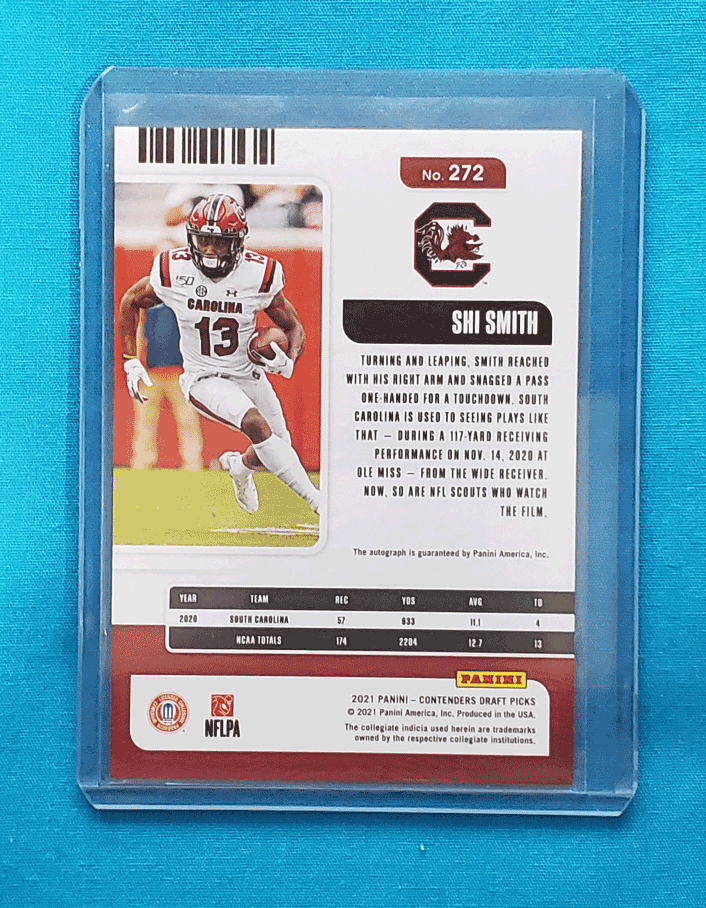 No. 272
SHI SMITH
150
CAROLINA
13
13
TURNING AND LEAPING, SMITH REACHED
WITH HIS RIGHT ARM AND SNAGGED A PASS
ONE-HANDED FOR A TOUCHDOWN. SOUTH
CAROLINA IS USED TO SEEING PLAYS LIKE
THAT – DURING A 117-YARD RECEIVING
PERFORMANCE ON NOV. 14, 2020 AT
OLE MISS – FROM THE WIDE RECEIVER.
NOW, SO ARE NFL SCOUTS WHO WATCH
THE FILM.
The autograph is guaranteed by Panini America, Inc.
YEAR TEAM REC YDS AVG TD
2020 SOUTH CAROLINA 57 633 11.1 4
NCAA TOTALS 174 2204 12.7 13
PANINI
NFLPA
2021 PANINI – CONTENDERS DRAFT PICKS
© 2021 Panini America, Inc. Produced in the USA.
The collegiate indicia used herein are trademarks
owned by the respective collegiate institutions.